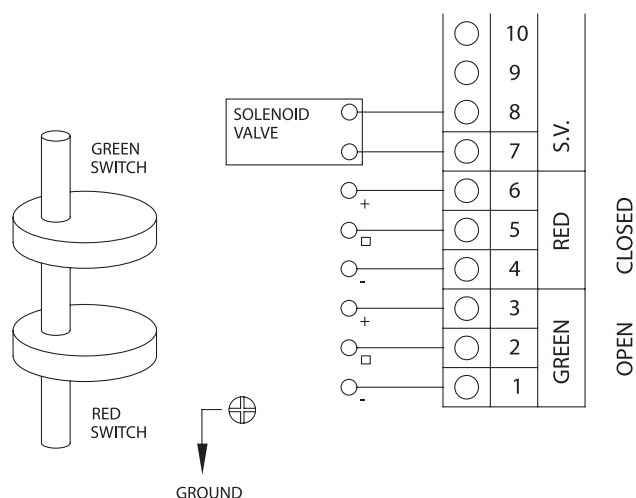 GREEN
SWITCH
RED
SWITCH
GROUND
SOLENOID
VALVE
10
9
8
7
S.V.
6
+
5
□
4
-
RED
CLOSED
3
+
2
□
1
-
GREEN
OPEN